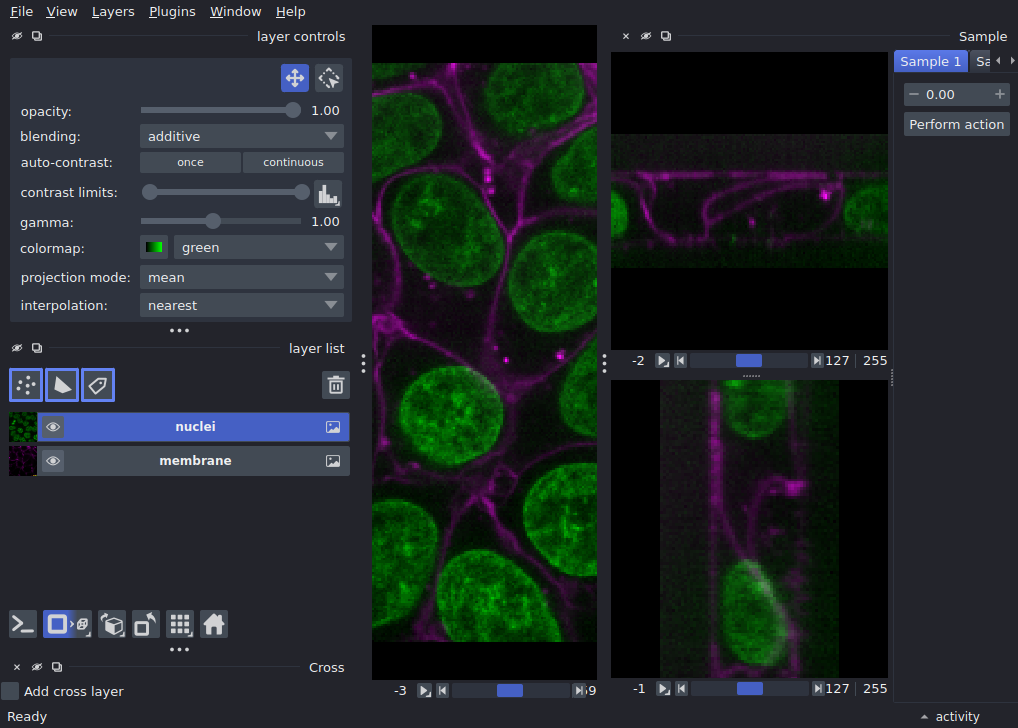 File View Layers Plugins Window Help
layer controls
opacity: 1.00
blending: additive
auto-contrast: once continuous
contrast limits:
gamma: 1.00
colormap: green
projection mode: mean
interpolation: nearest
layer list
nuclei
membrane
Cross
Add cross layer
Ready
-3 9
-2 127 255
-1 127 255
Sample
Sample 1 Sa
0.00
Perform action
activity